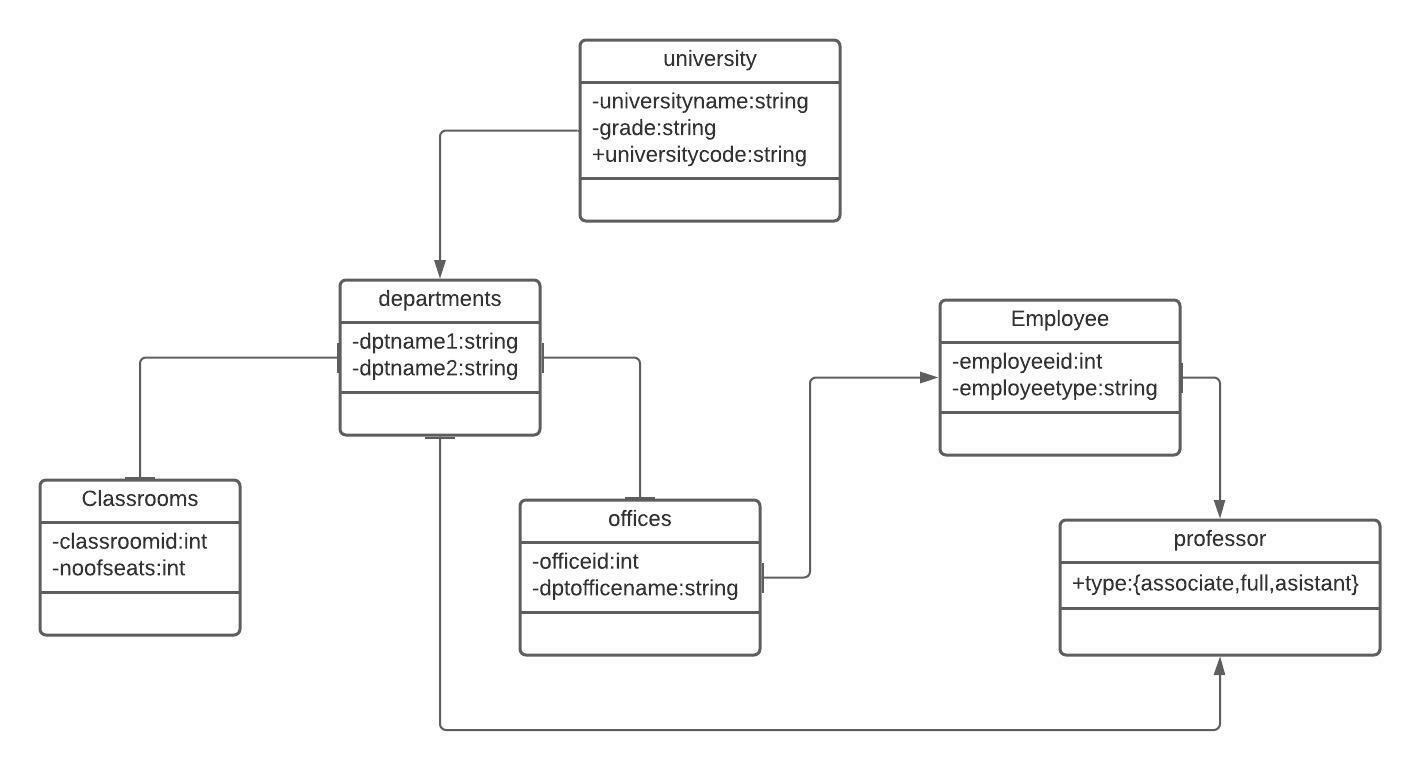 university
-universityname:string
-grade:string
+universitycode:string
departments
-dptname1:string
-dptname2:string
Employee
-employeeid:int
-employeetype:string
Classrooms
-classroomid:int
-noofseats:int
offices
-officeid:int
-dptofficename:string
professor
+type:{associate,full,asistant}